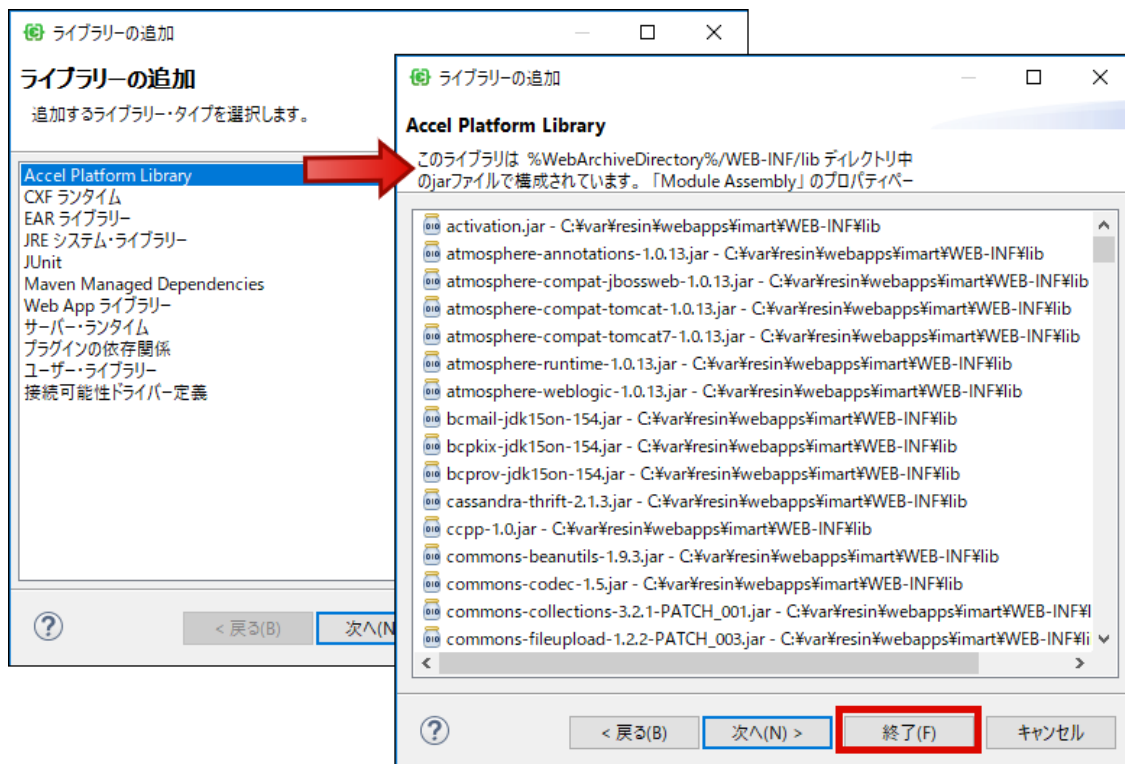 ライブラリーの追加
ライブラリーの追加
追加するライブラリー・タイプを選択します。
Accel Platform Library
CXF ランタイム
EAR ライブラリー
JRE システム・ライブラリー
JUnit
Maven Managed Dependencies
Web App ライブラリー
サーバー・ランタイム
プラグインの依存関係
ユーザー・ライブラリー
接続可能性ドライバー定義
< 戻る(B)
次へ(N
ライブラリーの追加
Accel Platform Library
このライブラリは %WebArchiveDirectory%/WEB-INF/lib ディレクトリ中
のjarファイルで構成されています。「Module Assembly」のプロパティペー
activation.jar - C:¥var¥resin¥webapps¥imart¥WEB-INF¥lib
atmosphere-annotations-1.0.13.jar - C:¥var¥resin¥webapps¥imart¥WEB-INF¥lib
atmosphere-compat-jbossweb-1.0.13.jar - C:¥var¥resin¥webapps¥imart¥WEB-INF¥lib
atmosphere-compat-tomcat-1.0.13.jar - C:¥var¥resin¥webapps¥imart¥WEB-INF¥lib
atmosphere-compat-tomcat7-1.0.13.jar - C:¥var¥resin¥webapps¥imart¥WEB-INF¥lib
atmosphere-runtime-1.0.13.jar - C:¥var¥resin¥webapps¥imart¥WEB-INF¥lib
atmosphere-weblogic-1.0.13.jar - C:¥var¥resin¥webapps¥imart¥WEB-INF¥lib
bcmail-jdk15on-154.jar - C:¥var¥resin¥webapps¥imart¥WEB-INF¥lib
bcpkix-jdk15on-154.jar - C:¥var¥resin¥webapps¥imart¥WEB-INF¥lib
bcprov-jdk15on-154.jar - C:¥var¥resin¥webapps¥imart¥WEB-INF¥lib
cassandra-thrift-2.1.3.jar - C:¥var¥resin¥webapps¥imart¥WEB-INF¥lib
ccpp-1.0.jar - C:¥var¥resin¥webapps¥imart¥WEB-INF¥lib
commons-beanutils-1.9.3.jar - C:¥var¥resin¥webapps¥imart¥WEB-INF¥lib
commons-codec-1.5.jar - C:¥var¥resin¥webapps¥imart¥WEB-INF¥lib
commons-collections-3.2.1-PATCH_001.jar - C:¥var¥resin¥webapps¥imart¥WEB-INF¥l
commons-fileupload-1.2.2-PATCH_003.jar - C:¥var¥resin¥webapps¥imart¥WEB-INF¥li
< 戻る(B)
次へ(N) >
終了(F)
キャンセル